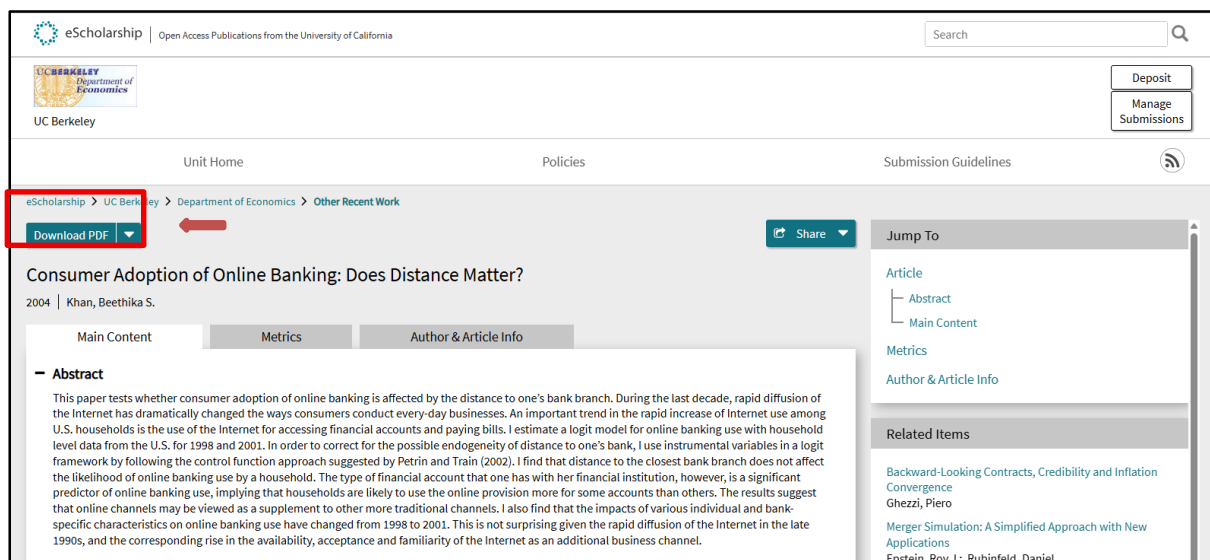 eScholarship | Open Access Publications from the University of California
Search
UC BERKELEY
Department of
Economics
UC Berkeley
Deposit
Manage
Submissions
Unit Home
Policies
Submission Guidelines
eScholarship > UC Berkeley > Department of Economics > Other Recent Work
Download PDF
Share
Consumer Adoption of Online Banking: Does Distance Matter?
2004 | Khan, Beethika S.
Main Content
Metrics
Author & Article Info
− Abstract
This paper tests whether consumer adoption of online banking is affected by the distance to one's bank branch. During the last decade, rapid diffusion of
the Internet has dramatically changed the ways consumers conduct every-day businesses. An important trend in the rapid increase of Internet use among
U.S. households is the use of the Internet for accessing financial accounts and paying bills. I estimate a logit model for online banking use with household
level data from the U.S. for 1998 and 2001. In order to correct for the possible endogeneity of distance to one's bank, I use instrumental variables in a logit
framework by following the control function approach suggested by Petrin and Train (2002). I find that distance to the closest bank branch does not affect
the likelihood of online banking use by a household. The type of financial account that one has with her financial institution, however, is a significant
predictor of online banking use, implying that households are likely to use the online provision more for some accounts than others. The results suggest
that online channels may be viewed as a supplement to other more traditional channels. I also find that the impacts of various individual and bank-
specific characteristics on online banking use have changed from 1998 to 2001. This is not surprising given the rapid diffusion of the Internet in the late
1990s, and the corresponding rise in the availability, acceptance and familiarity of the Internet as an additional business channel.
Jump To
Article
Abstract
Main Content
Metrics
Author & Article Info
Related Items
Backward-Looking Contracts, Credibility and Inflation
Convergence
Ghezzi, Piero
Merger Simulation: A Simplified Approach with New
Applications
Epstein, Roy J.; Rubinfeld, Daniel